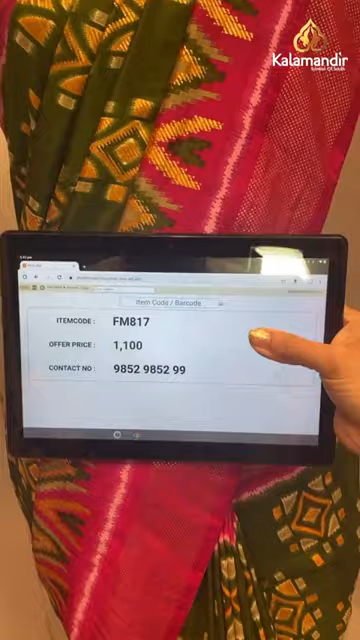 Kalamandir
Item Code / Barcode
ITEMCODE : FM817
OFFER PRICE : 1,100
CONTACT NO : 9852 9852 99